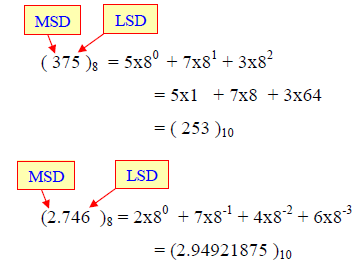 MSD LSD
( 375 )₈ = 5x8⁰ + 7x8¹ + 3x8²
= 5x1 + 7x8 + 3x64
= ( 253 )₁₀
MSD LSD
(2.746 )₈ = 2x8⁰ + 7x8⁻¹ + 4x8⁻² + 6x8⁻³
= (2.94921875 )₁₀